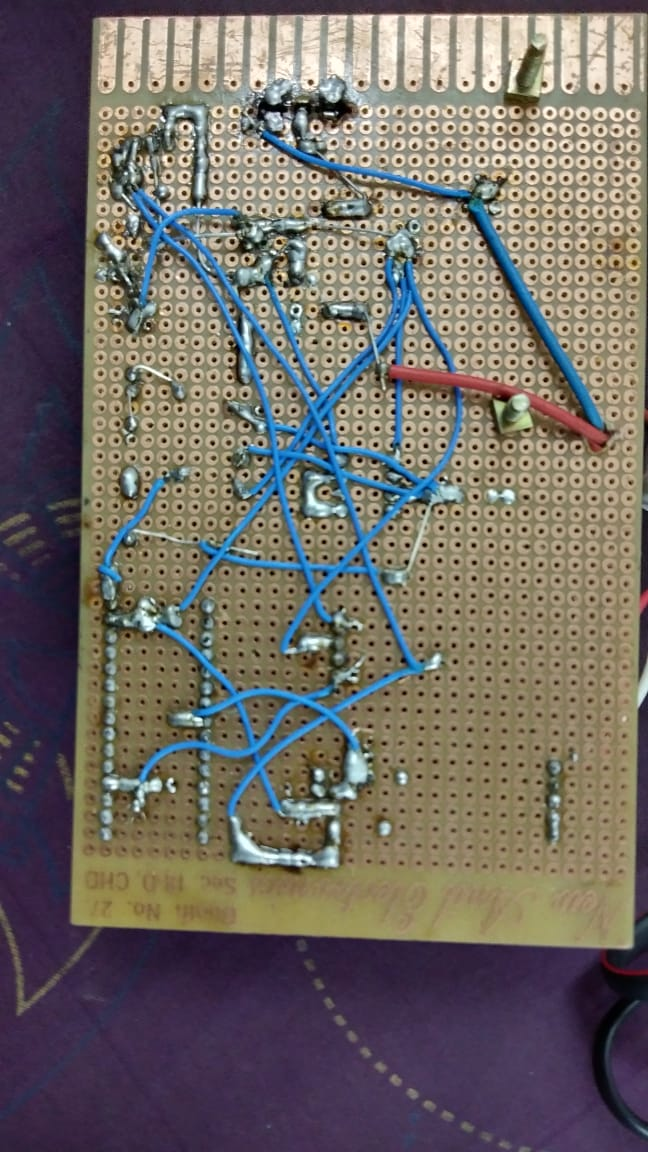 New Anil Electronics
Booth No. 27
Sec 18 D, CHD